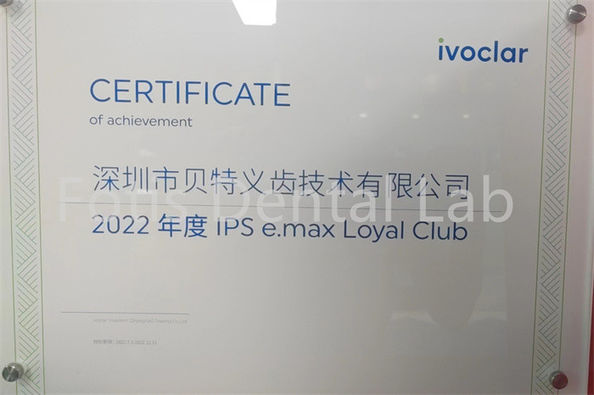 ivoclar
CERTIFICATE
of achievement
深圳市贝特义齿技术有限公司
Fotis Dental Lab
2022 年度 IPS e.max Loyal Club